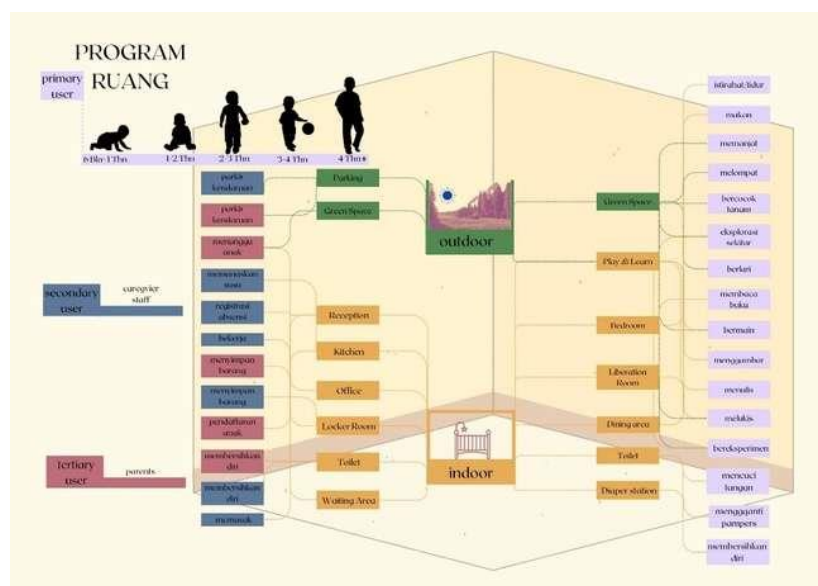 PROGRAM
RUANG
primary
user
6 Bln-1 Thn
1-2 Thn
2-3 Thn
3-4 Thn
4 Thn+
secondary
user
caregvier
staff
tertiary
user
parents
parkir
kendaraan
parkir
kendaraan
menunggu
anak
susu
registrasi
absensi
bekerja
menyimpan
barang
menyimpan
barang
pendaftaran
anak
membersihkan
diri
membersihkan
diri
memasak
Parking
Green Space
Reception
Kitchen
Office
Locker Room
Toilet
Waiting Area
outdoor
indoor
Green Space
Play & Learn
Bedroom
Liberation
Room
Dining area
Toilet
Diaper station
istirahat/tidur
makan
memanjat
melompat
bercocok
tanam
eksplorasi
sekitar
berlari
membaca
buku
bermain
menggambar
menulis
melukis
bereksperimen
mencuci
tangan
mengganti
pampers
membersihkan
diri